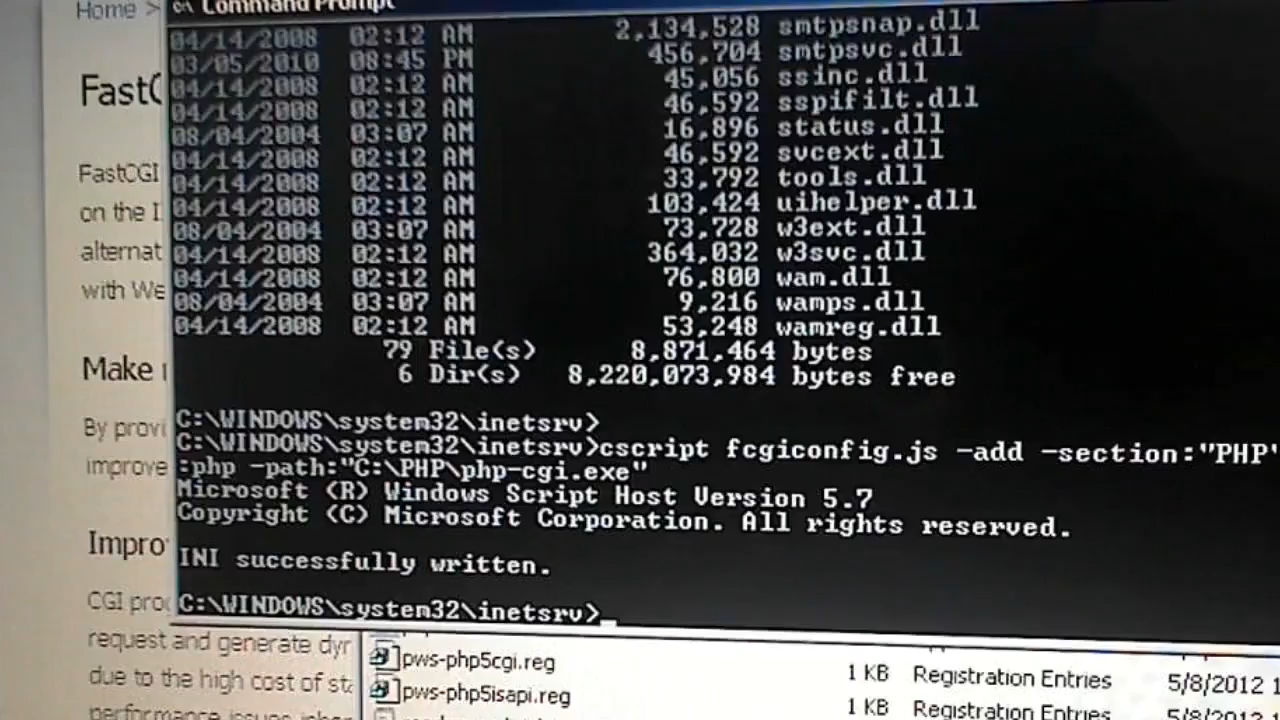 Home >
Command Prompt
FastC
FastCGI
on the I
alternat
with We
Make
By provi
improve
Impro
CGI pro
request and generate dyr
due to the high cost of sta
04/14/2008 02:12 AM 2,134,528 smtpsnap.dll
03/05/2010 08:45 PM 456,704 smtpsvc.dll
04/14/2008 02:12 AM 45,056 ssinc.dll
04/14/2008 02:12 AM 46,592 sspifilt.dll
08/04/2004 03:07 AM 16,896 status.dll
04/14/2008 02:12 AM 46,592 svcext.dll
04/14/2008 02:12 AM 33,792 tools.dll
04/14/2008 02:12 AM 103,424 uihelper.dll
08/04/2004 03:07 AM 73,728 w3ext.dll
04/14/2008 02:12 AM 364,032 w3svc.dll
04/14/2008 02:12 AM 76,800 wam.dll
08/04/2004 03:07 AM 9,216 wamps.dll
04/14/2008 02:12 AM 53,248 wamreg.dll
79 File(s) 8,871,464 bytes
6 Dir(s) 8,220,073,984 bytes free
C:\WINDOWS\system32\inetsrv>
C:\WINDOWS\system32\inetsrv>cscript fcgiconfig.js -add -section:"PHP"
:php -path:"C:\PHP\php-cgi.exe"
Microsoft (R) Windows Script Host Version 5.7
Copyright (C) Microsoft Corporation. All rights reserved.
INI successfully written.
C:\WINDOWS\system32\inetsrv>_
pws-php5cgi.reg 1 KB Registration Entries 5/8/2012 1
pws-php5isapi.reg 1 KB Registration Entries 5/8/2012